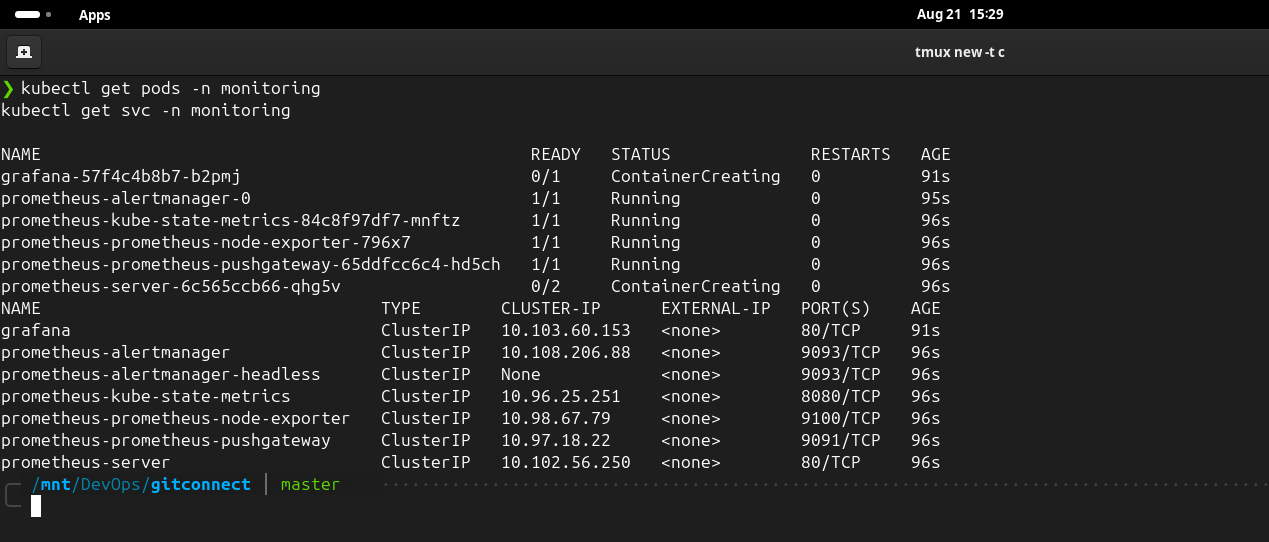 Apps
Aug 21 15:29
tmux new -t c
❯ kubectl get pods -n monitoring
kubectl get svc -n monitoring
NAME READY STATUS RESTARTS AGE
grafana-57f4c4b8b7-b2pmj 0/1 ContainerCreating 0 91s
prometheus-alertmanager-0 1/1 Running 0 95s
prometheus-kube-state-metrics-84c8f97df7-mnftz 1/1 Running 0 96s
prometheus-prometheus-node-exporter-796x7 1/1 Running 0 96s
prometheus-prometheus-pushgateway-65ddfcc6c4-hd5ch 1/1 Running 0 96s
prometheus-server-6c565ccb66-qhg5v 0/2 ContainerCreating 0 96s
NAME TYPE CLUSTER-IP EXTERNAL-IP PORT(S) AGE
grafana ClusterIP 10.103.60.153 <none> 80/TCP 91s
prometheus-alertmanager ClusterIP 10.108.206.88 <none> 9093/TCP 96s
prometheus-alertmanager-headless ClusterIP None <none> 9093/TCP 96s
prometheus-kube-state-metrics ClusterIP 10.96.25.251 <none> 8080/TCP 96s
prometheus-prometheus-node-exporter ClusterIP 10.98.67.79 <none> 9100/TCP 96s
prometheus-prometheus-pushgateway ClusterIP 10.97.18.22 <none> 9091/TCP 96s
prometheus-server ClusterIP 10.102.56.250 <none> 80/TCP 96s
/mnt/DevOps/gitconnect │ master